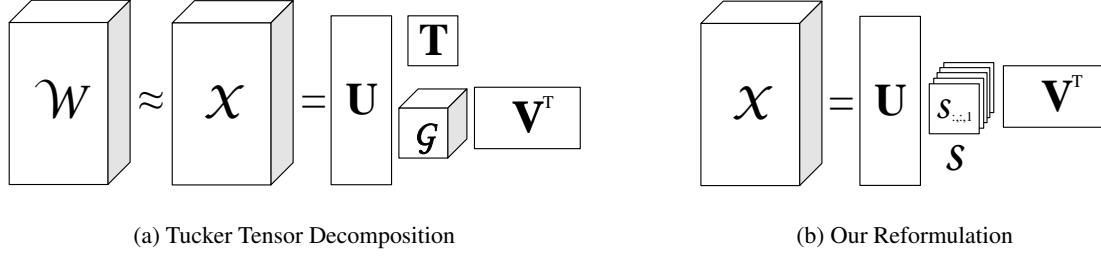 T
W ≈ X = U G V^T
(a) Tucker Tensor Decomposition
X = U S_{:,:,1} V^T
S
(b) Our Reformulation